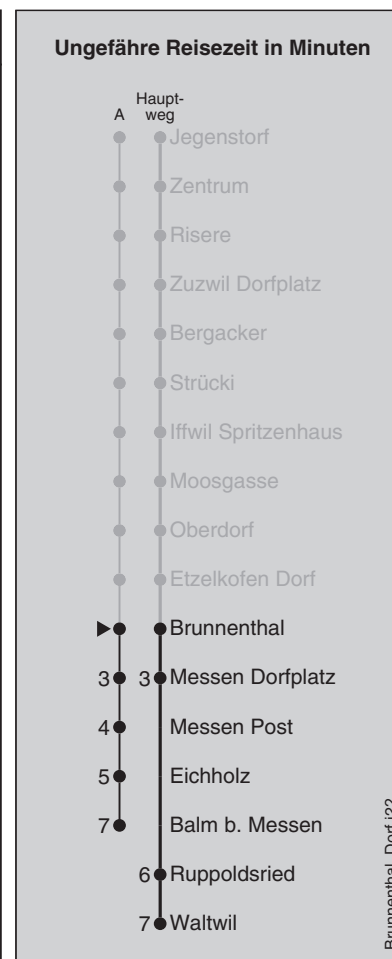 Ungefähre Reisezeit in Minuten
A Haupt-
weg
Jegenstorf
Zentrum
Risere
Zuzwil Dorfplatz
Bergacker
Strücki
Iffwil Spritzenhaus
Moosgasse
Oberdorf
Etzelkofen Dorf
Brunnenthal
3 3 Messen Dorfplatz
4 Messen Post
5 Eichholz
7 Balm b. Messen
6 Ruppoldsried
7 Waltwil
Brunnenthal, Dorf j22